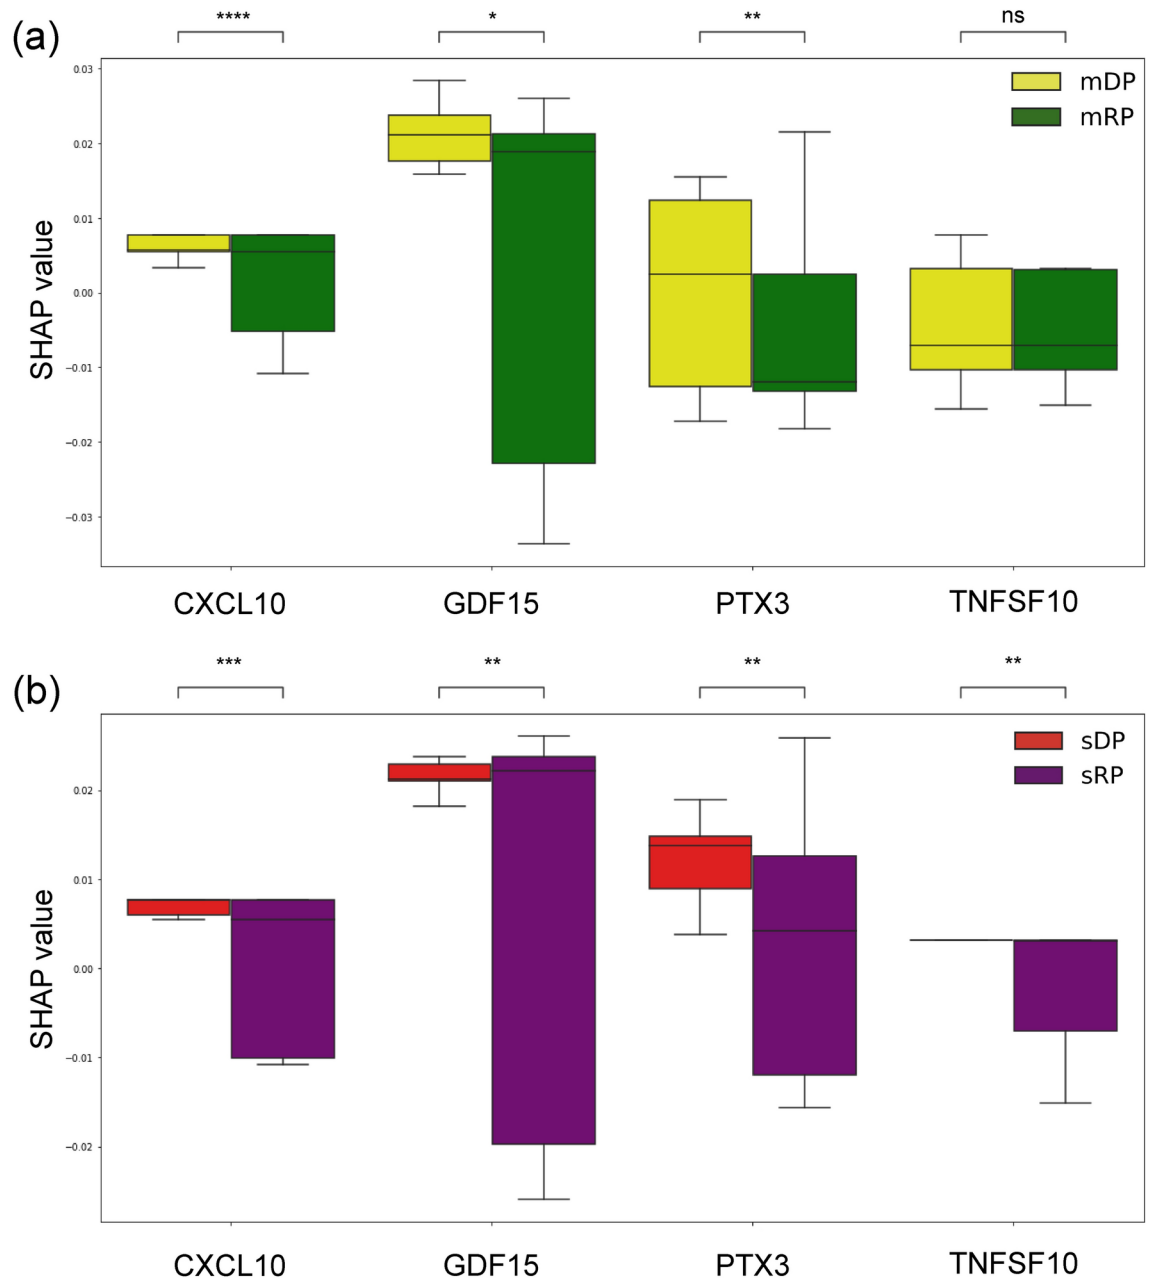 (a)
**** * ** ns
mDP
mRP
SHAP value
0.03
0.02
0.01
0.00
−0.01
−0.02
−0.03
CXCL10 GDF15 PTX3 TNFSF10
(b)
*** ** ** **
sDP
sRP
SHAP value
0.02
0.01
0.00
−0.01
−0.02
CXCL10 GDF15 PTX3 TNFSF10